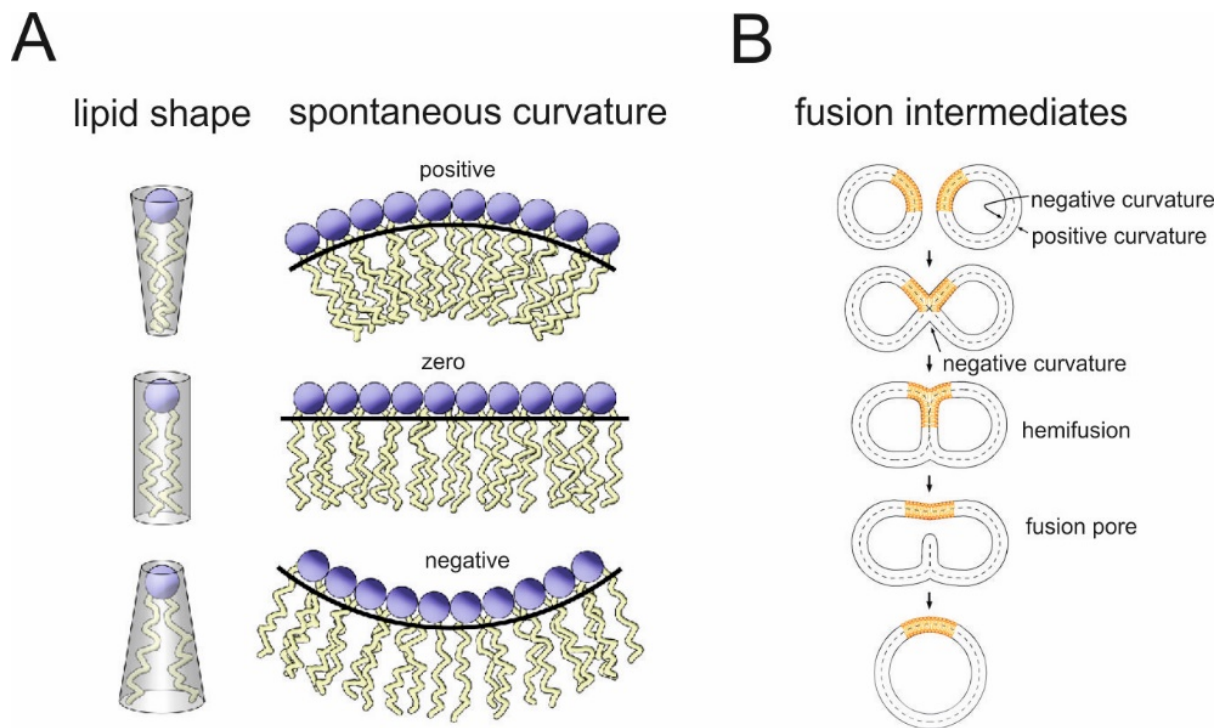 A
lipid shape
spontaneous curvature
positive
zero
negative
B
fusion intermediates
negative curvature
positive curvature
negative curvature
hemifusion
fusion pore